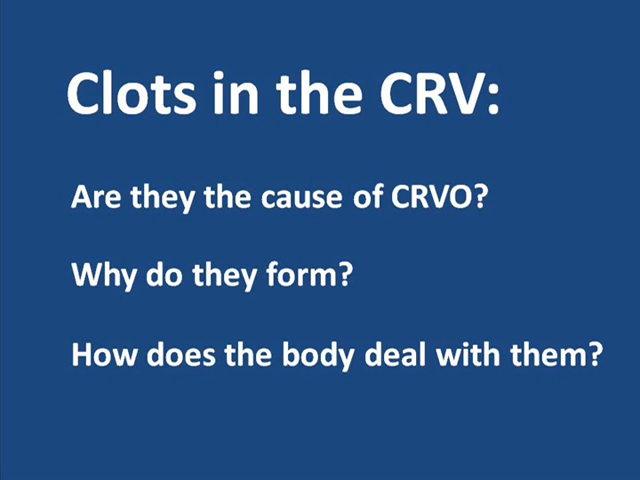 Clots in the CRV:
Are they the cause of CRVO?
Why do they form?
How does the body deal with them?